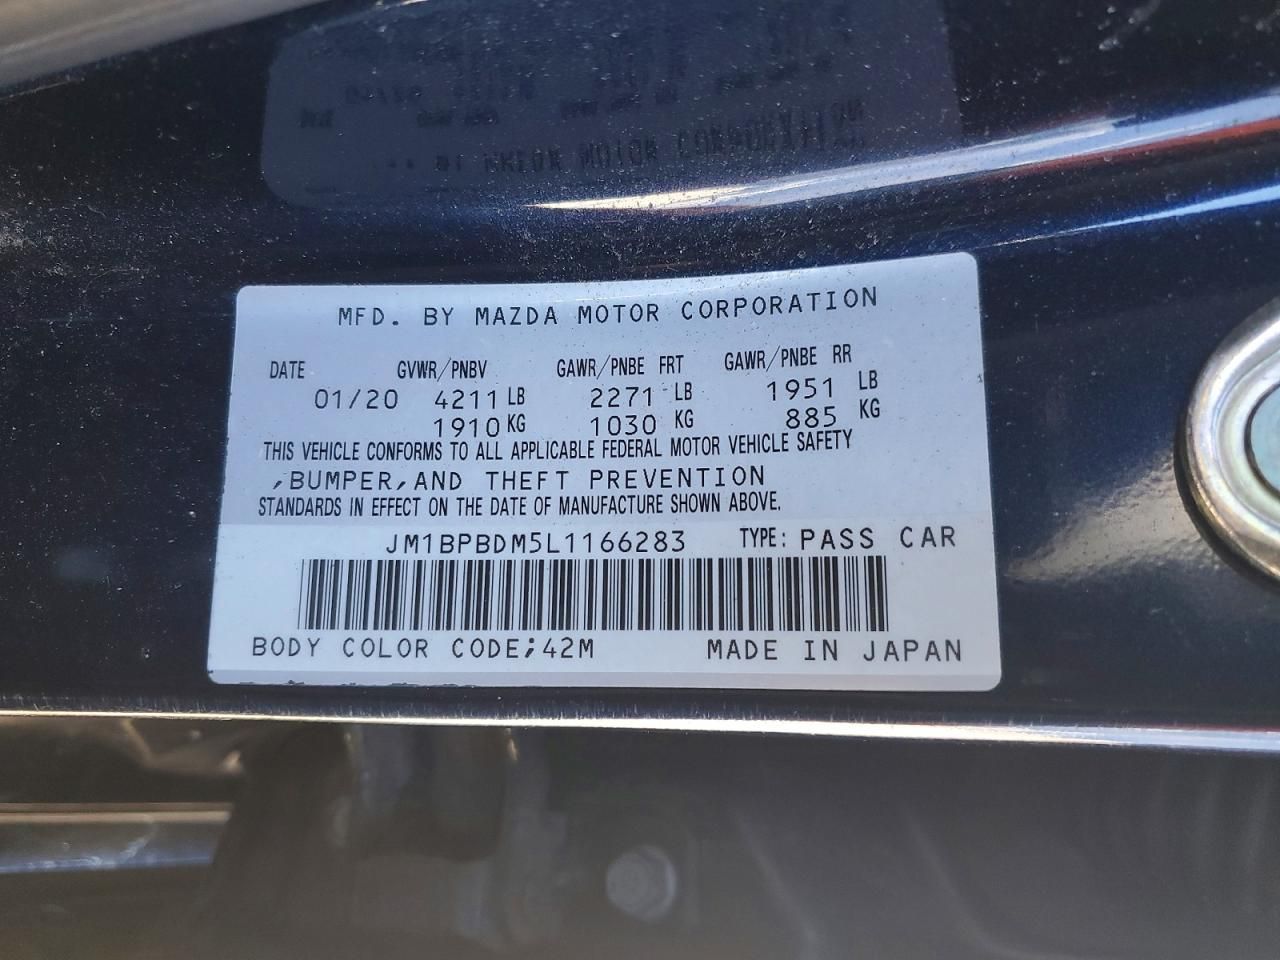 MFD. BY MAZDA MOTOR CORPORATION
DATE GVWR/PNBV GAWR/PNBE FRT GAWR/PNBE RR
01/20 4211 LB 2271 LB 1951 LB
1910 KG 1030 KG 885 KG
THIS VEHICLE CONFORMS TO ALL APPLICABLE FEDERAL MOTOR VEHICLE SAFETY
,BUMPER,AND THEFT PREVENTION
STANDARDS IN EFFECT ON THE DATE OF MANUFACTURE SHOWN ABOVE.
JM1BPBDM5L1166283 TYPE: PASS CAR
BODY COLOR CODE;42M MADE IN JAPAN